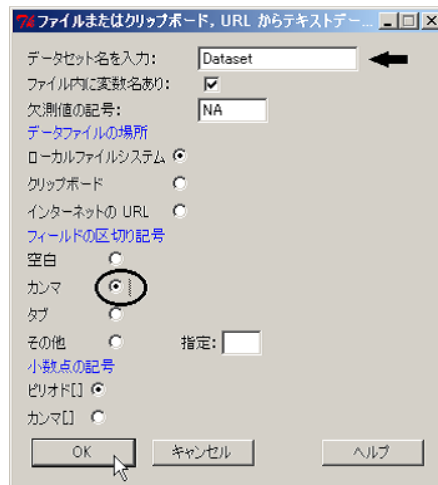 ファイルまたはクリップボード, URL からテキストデー...
データセット名を入力: Dataset
ファイル内に変数名あり:
欠測値の記号: NA
データファイルの場所
ローカルファイルシステム
クリップボード
インターネットの URL
フィールドの区切り記号
空白
カンマ
タブ
その他 指定:
小数点の記号
ピリオド[]
カンマ[]
OK キャンセル ヘルプ